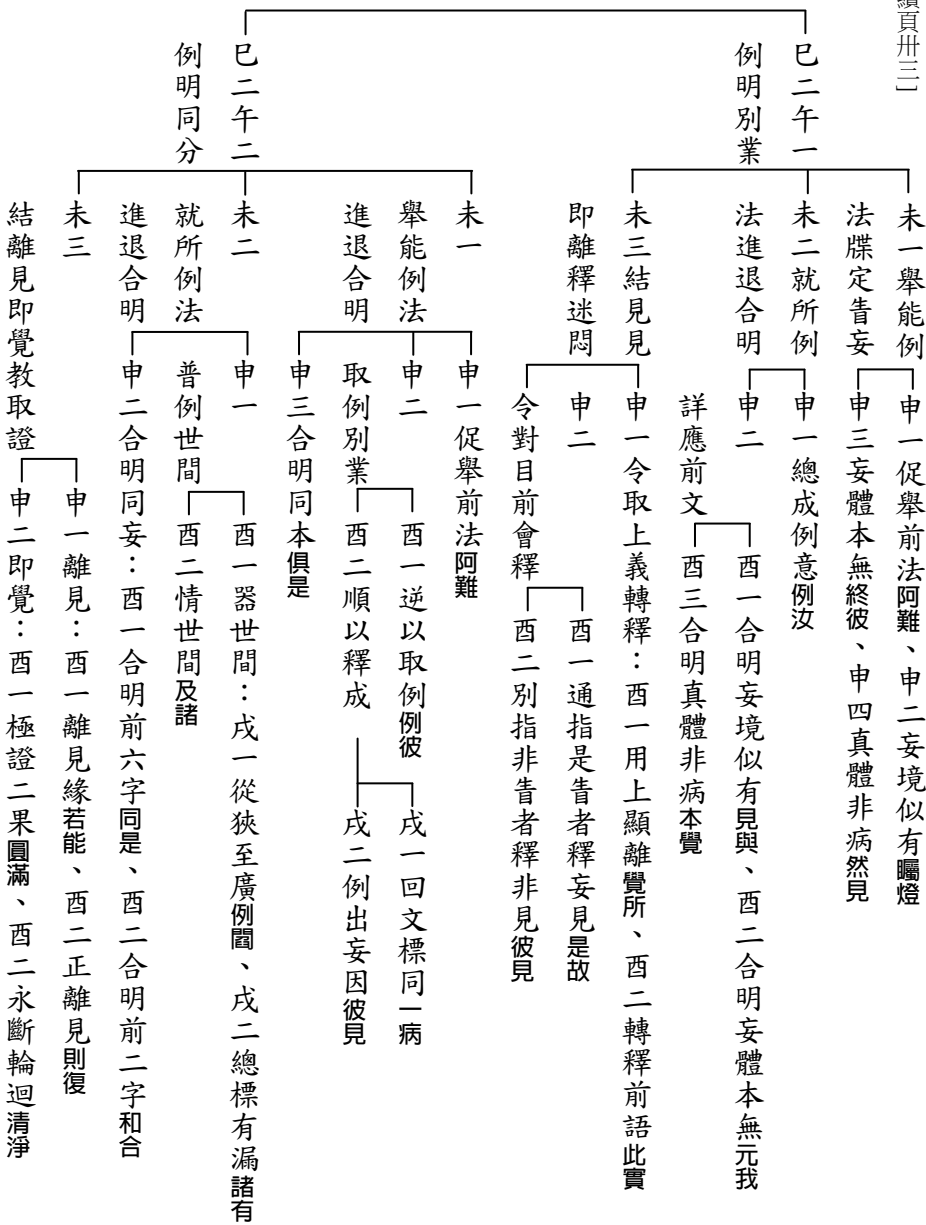 續頁卅三]
巳二午一
例明別業
未一舉能例
法牒定眚妄
申一促舉前法阿難、申二妄境似有矚燈
申三妄體本無終彼、申四真體非病然見
未二就所例
法進退合明
申一總成例意例汝
申二
詳應前文
酉一合明妄境似有見與、酉二合明妄體本無元我
酉三合明真體非病本覺
未三結見見
即離釋迷悶
申一令取上義轉釋:酉一用上顯離覺所、酉二轉釋前語此實
申二
令對目前會釋
酉一通指是眚者釋妄見是故
酉二別指非眚者釋非見彼見
巳二午二
例明同分
未一
舉能例法
進退合明
申一促舉前法阿難
申二
取例別業
酉一逆以取例例彼
酉二順以釋成
戌一回文標同一病
戌二例出妄因彼見
申三合明同本俱是
未二
就所例法
進退合明
申一
普例世間
酉一器世間:戌一從狹至廣例閻、戌二總標有漏諸有
酉二情世間及諸
申二合明同妄:酉一合明前六字同是、酉二合明前二字和合
未三
結離見即覺教取證
申一離見:酉一離見緣若能、酉二正離見則復
申二即覺:酉一極證二果圓滿、酉二永斷輪迴清淨